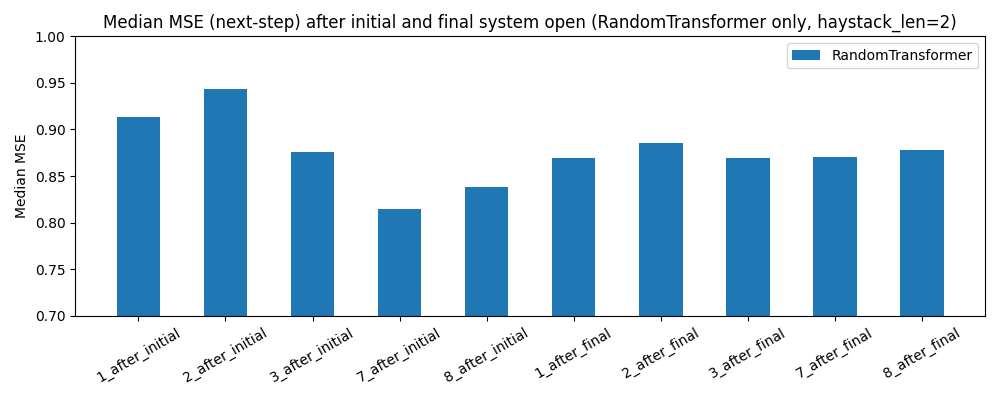 Median MSE (next-step) after initial and final system open (RandomTransformer only, haystack_len=2)
RandomTransformer
Median MSE
1.00
0.95
0.90
0.85
0.80
0.75
0.70
1_after_initial
2_after_initial
3_after_initial
7_after_initial
8_after_initial
1_after_final
2_after_final
3_after_final
7_after_final
8_after_final